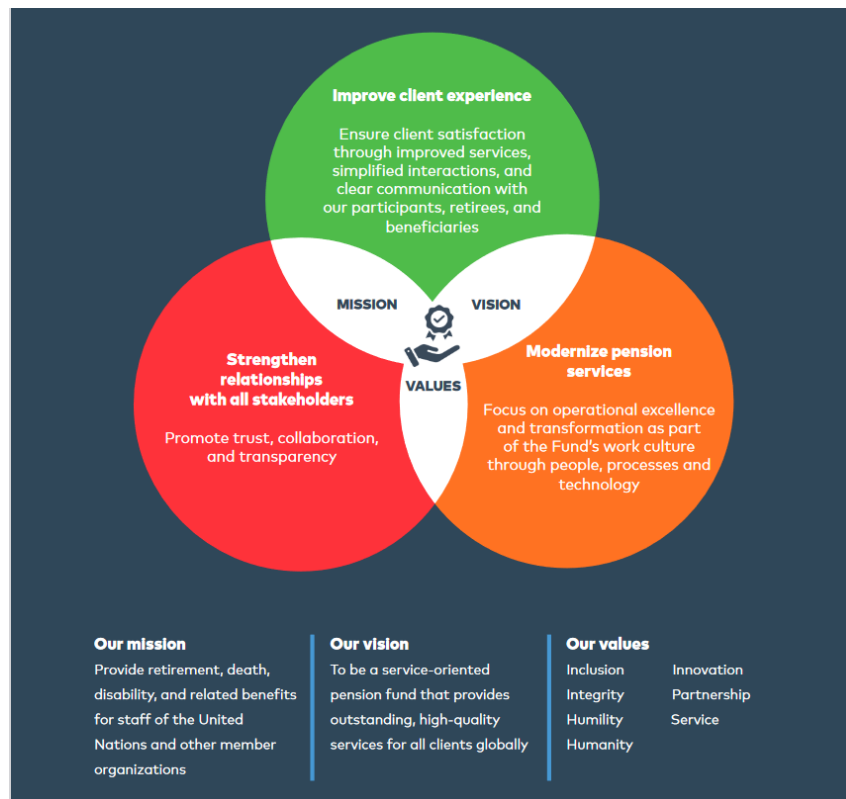 Improve client experience
Ensure client satisfaction
through improved services,
simplified interactions, and
clear communication with
our participants, retirees, and
beneficiaries
MISSION
VISION
VALUES
Strengthen
relationships
with all stakeholders
Promote trust, collaboration,
and transparency
Modernize pension
services
Focus on operational excellence
and transformation as part
of the Fund's work culture
through people, processes and
technology
Our mission
Provide retirement, death,
disability, and related benefits
for staff of the United
Nations and other member
organizations
Our vision
To be a service-oriented
pension fund that provides
outstanding, high-quality
services for all clients globally
Our values
Inclusion
Integrity
Humility
Humanity
Innovation
Partnership
Service